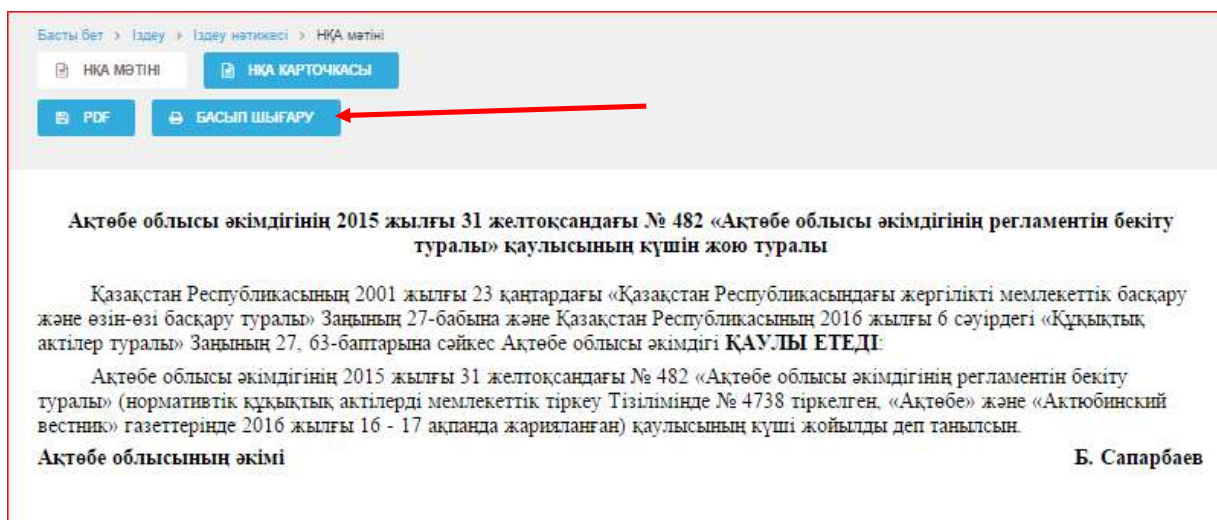 Басты бет > Іздеу > Іздеу нәтижесі > НҚА мәтіні
НҚА МӘТІНІ НҚА КАРТОЧКАСЫ
PDF БАСЫП ШЫҒАРУ
Ақтөбе облысы әкімдігінің 2015 жылғы 31 желтоқсандағы № 482 «Ақтөбе облысы әкімдігінің регламентін бекіту
туралы» қаулысының күшін жою туралы
Қазақстан Республикасының 2001 жылғы 23 қаңтардағы «Қазақстан Республикасындағы жергілікті мемлекеттік басқару
және өзін-өзі басқару туралы» Заңының 27-бабына және Қазақстан Республикасының 2016 жылғы 6 сәуірдегі «Құқықтық
актілер туралы» Заңының 27, 63-баптарына сәйкес Ақтөбе облысы әкімдігі ҚАУЛЫ ЕТЕДІ:
Ақтөбе облысы әкімдігінің 2015 жылғы 31 желтоқсандағы № 482 «Ақтөбе облысы әкімдігінің регламентін бекіту
туралы» (нормативтік құқықтық актілерді мемлекеттік тіркеу Тізілімінде № 4738 тіркелген, «Ақтөбе» және «Актюбинский
вестник» газеттерінде 2016 жылғы 16 - 17 ақпанда жарияланған) қаулысының күші жойылды деп танылсын.
Ақтөбе облысының әкімі Б. Сапарбаев